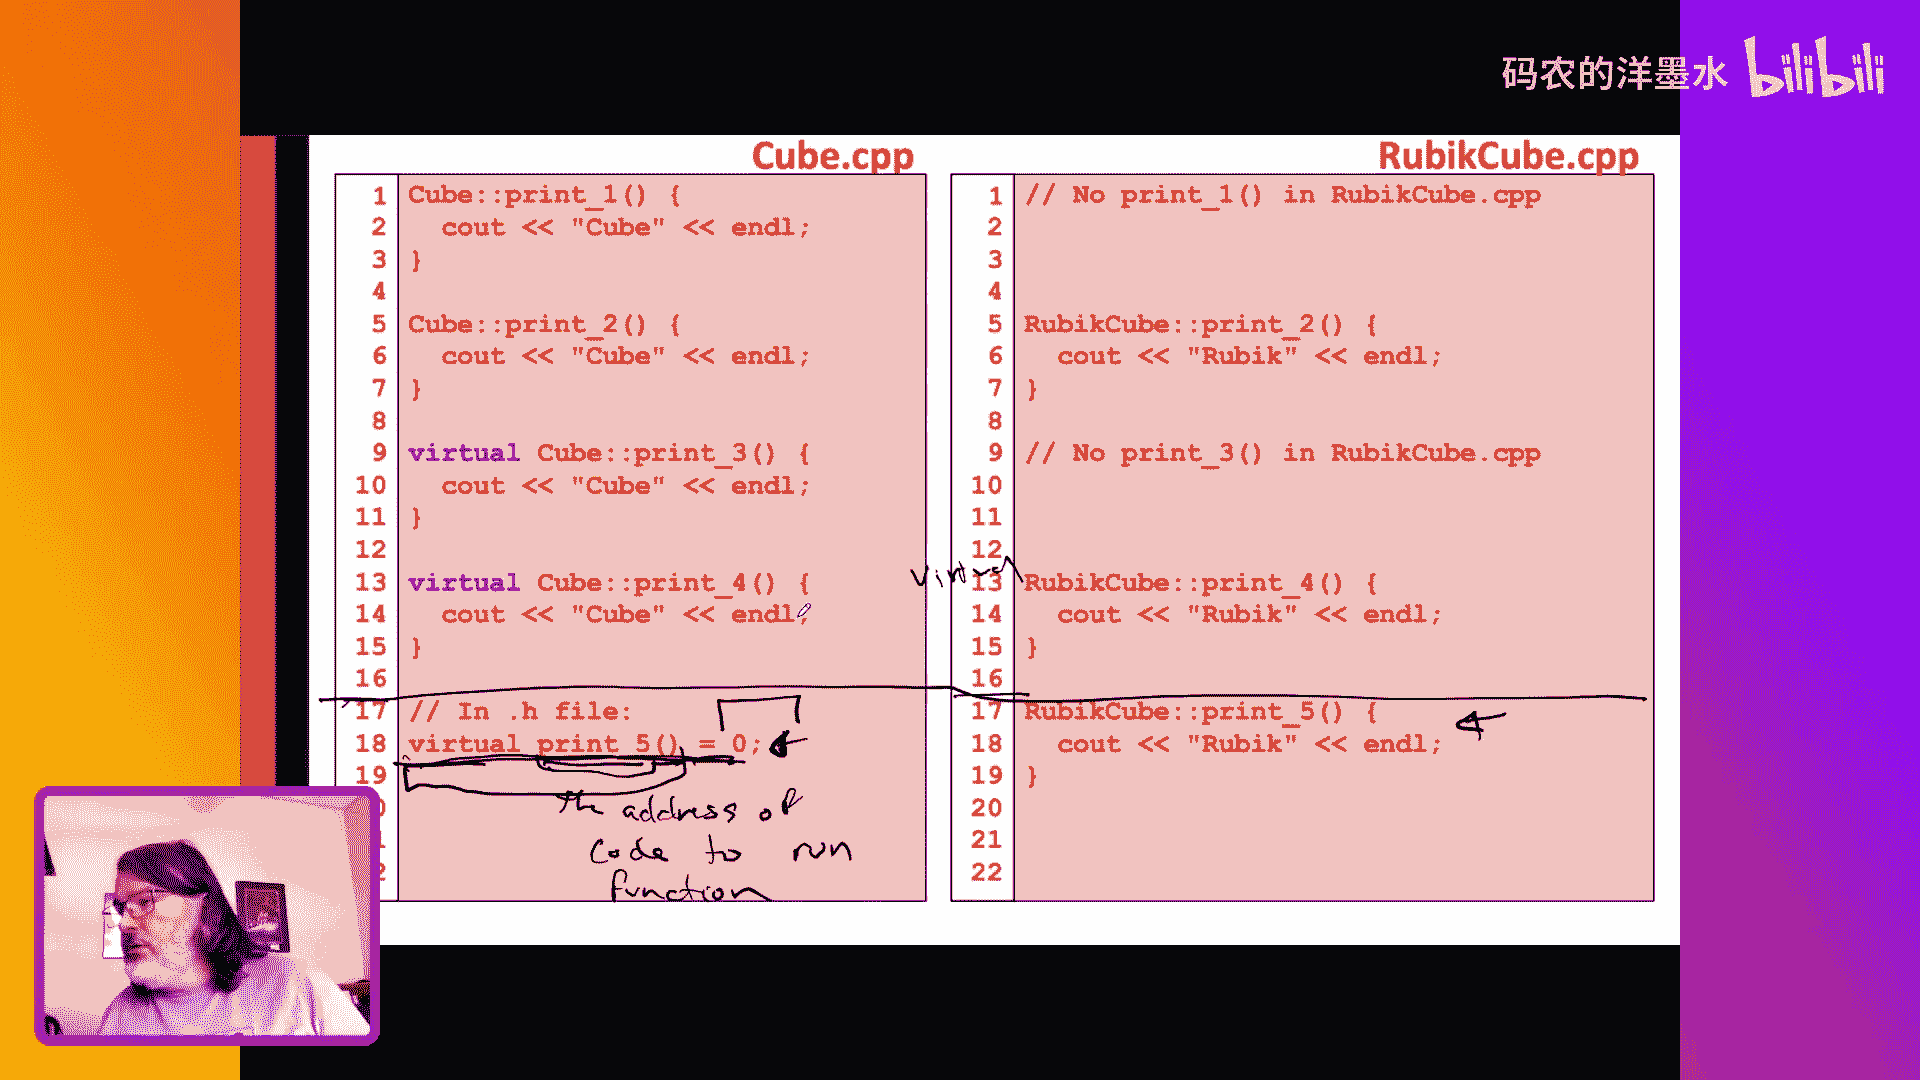 码农的洋墨水 bilibili
Cube.cpp
1 Cube::print_1() {
2 cout << "Cube" << endl;
3 }
4
5 Cube::print_2() {
6 cout << "Cube" << endl;
7 }
8
9 virtual Cube::print_3() {
10 cout << "Cube" << endl;
11 }
12
13 virtual Cube::print_4() {
14 cout << "Cube" << endl;
15 }
16
17 // In .h file:
18 virtual print_5() = 0;
19
the address of
code to run
function
RubikCube.cpp
1 // No print_1() in RubikCube.cpp
2
3
4
5 RubikCube::print_2() {
6 cout << "Rubik" << endl;
7 }
8
9 // No print_3() in RubikCube.cpp
10
11
12
virtual
13 RubikCube::print_4() {
14 cout << "Rubik" << endl;
15 }
16
17 RubikCube::print_5() {
18 cout << "Rubik" << endl;
19 }
20
21
22